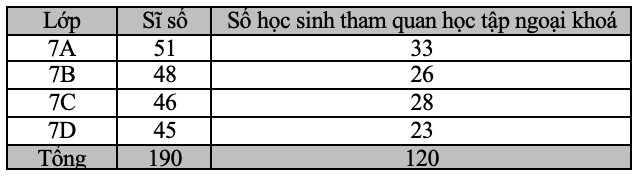 Lớp Sĩ số Số học sinh tham quan học tập ngoại khoá
7A 51 33
7B 48 26
7C 46 28
7D 45 23
Tổng 190 120